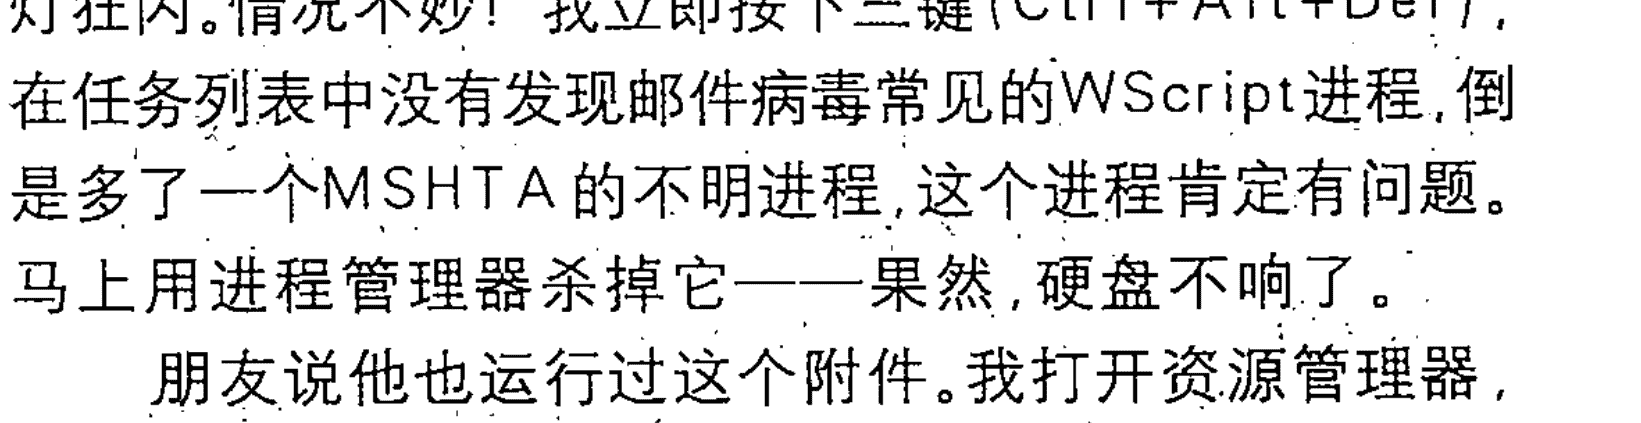 灯狂闪。情况不妙！我立即按下三键(Ctrl+Alt+Del),
在任务列表中没有发现邮件病毒常见的WScript进程,倒
是多了一个MSHTA的不明进程,这个进程肯定有问题。
马上用进程管理器杀掉它——果然,硬盘不响了。
朋友说他也运行过这个附件。我打开资源管理器,